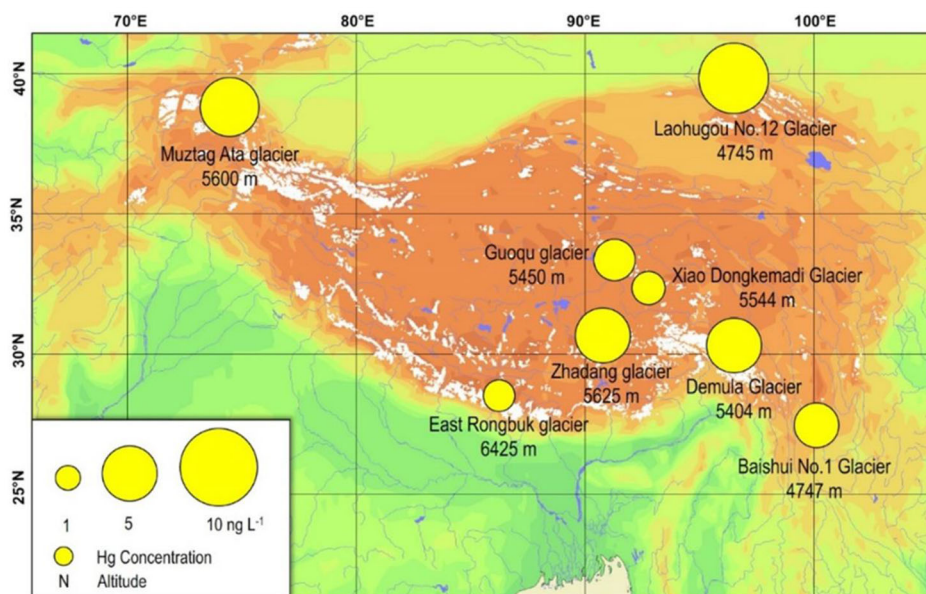 70°E 80°E 90°E 100°E
40°N
35°N
30°N
25°N
Laohugou No.12 Glacier
4745 m
Muztag Ata glacier
5600 m
Guoqu glacier
5450 m
Xiao Dongkemadi Glacier
5544 m
Zhadang glacier
5625 m
Demula Glacier
5404 m
East Rongbuk glacier
6425 m
Baishui No.1 Glacier
4747 m
1 5 10 ng L⁻¹
Hg Concentration
N Altitude